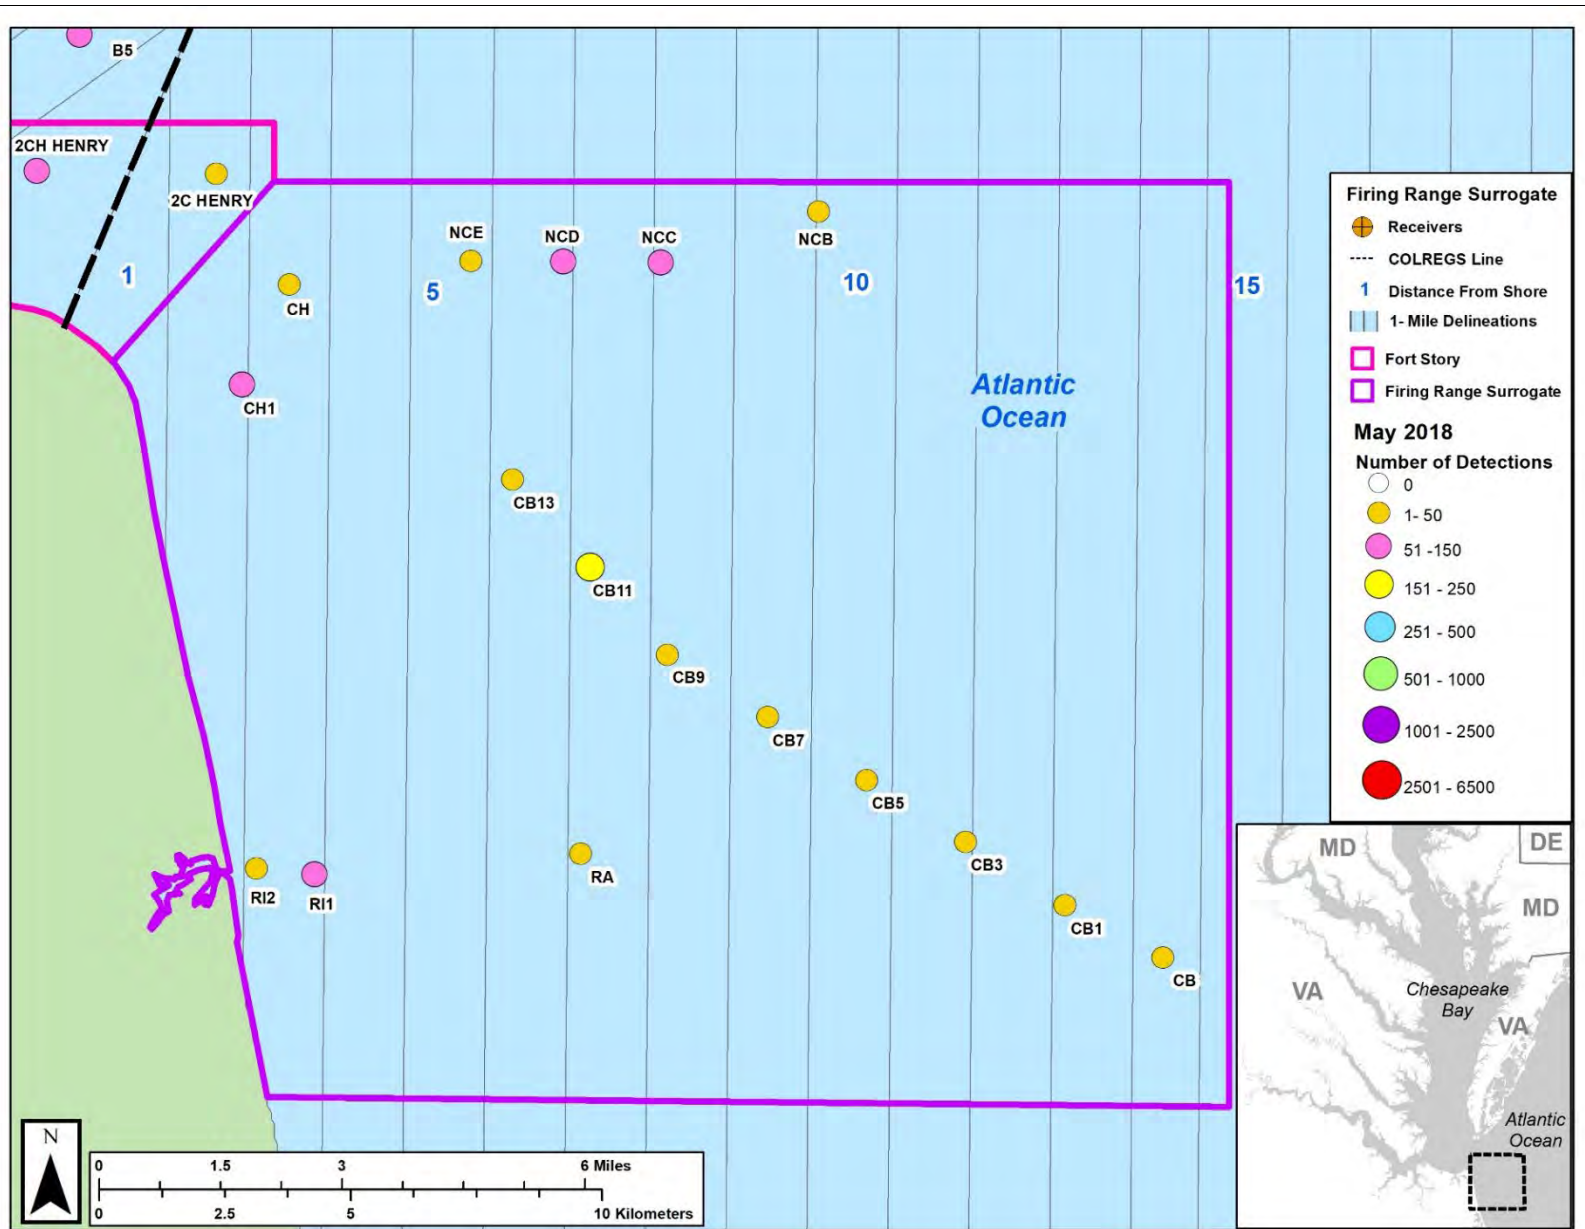 B5
2CH HENRY
2C HENRY
1
CH
CH1
NCE
NCD
NCC
NCB
5
10
15
Atlantic
Ocean
CB13
CB11
CB9
CB7
CB5
CB3
CB1
CB
RA
RI2
RI1
Firing Range Surrogate
Receivers
COLREGS Line
1 Distance From Shore
1- Mile Delineations
Fort Story
Firing Range Surrogate
May 2018
Number of Detections
0
1- 50
51 -150
151 - 250
251 - 500
501 - 1000
1001 - 2500
2501 - 6500
MD
DE
MD
VA
Chesapeake
Bay
VA
Atlantic
Ocean
N
0 1.5 3 6 Miles
0 2.5 5 10 Kilometers